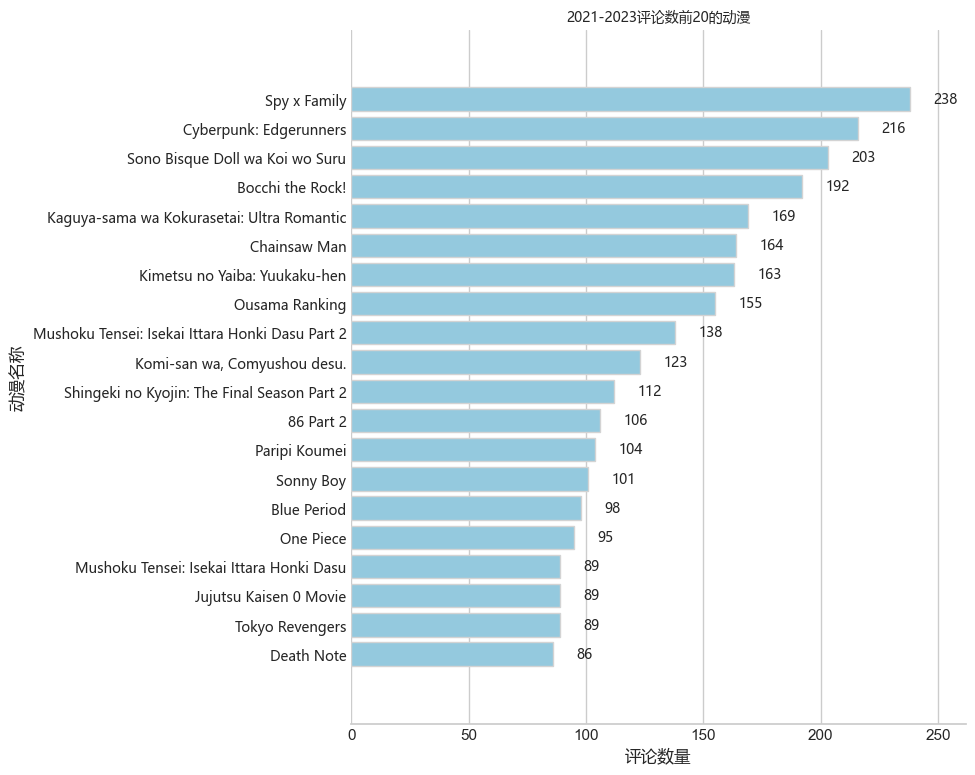 2021-2023评论数前20的动漫
动漫名称
Spy x Family 238
Cyberpunk: Edgerunners 216
Sono Bisque Doll wa Koi wo Suru 203
Bocchi the Rock! 192
Kaguya-sama wa Kokurasetai: Ultra Romantic 169
Chainsaw Man 164
Kimetsu no Yaiba: Yuukaku-hen 163
Ousama Ranking 155
Mushoku Tensei: Isekai Ittara Honki Dasu Part 2 138
Komi-san wa, Comyushou desu. 123
Shingeki no Kyojin: The Final Season Part 2 112
86 Part 2 106
Paripi Koumei 104
Sonny Boy 101
Blue Period 98
One Piece 95
Mushoku Tensei: Isekai Ittara Honki Dasu 89
Jujutsu Kaisen 0 Movie 89
Tokyo Revengers 89
Death Note 86
0 50 100 150 200 250
评论数量